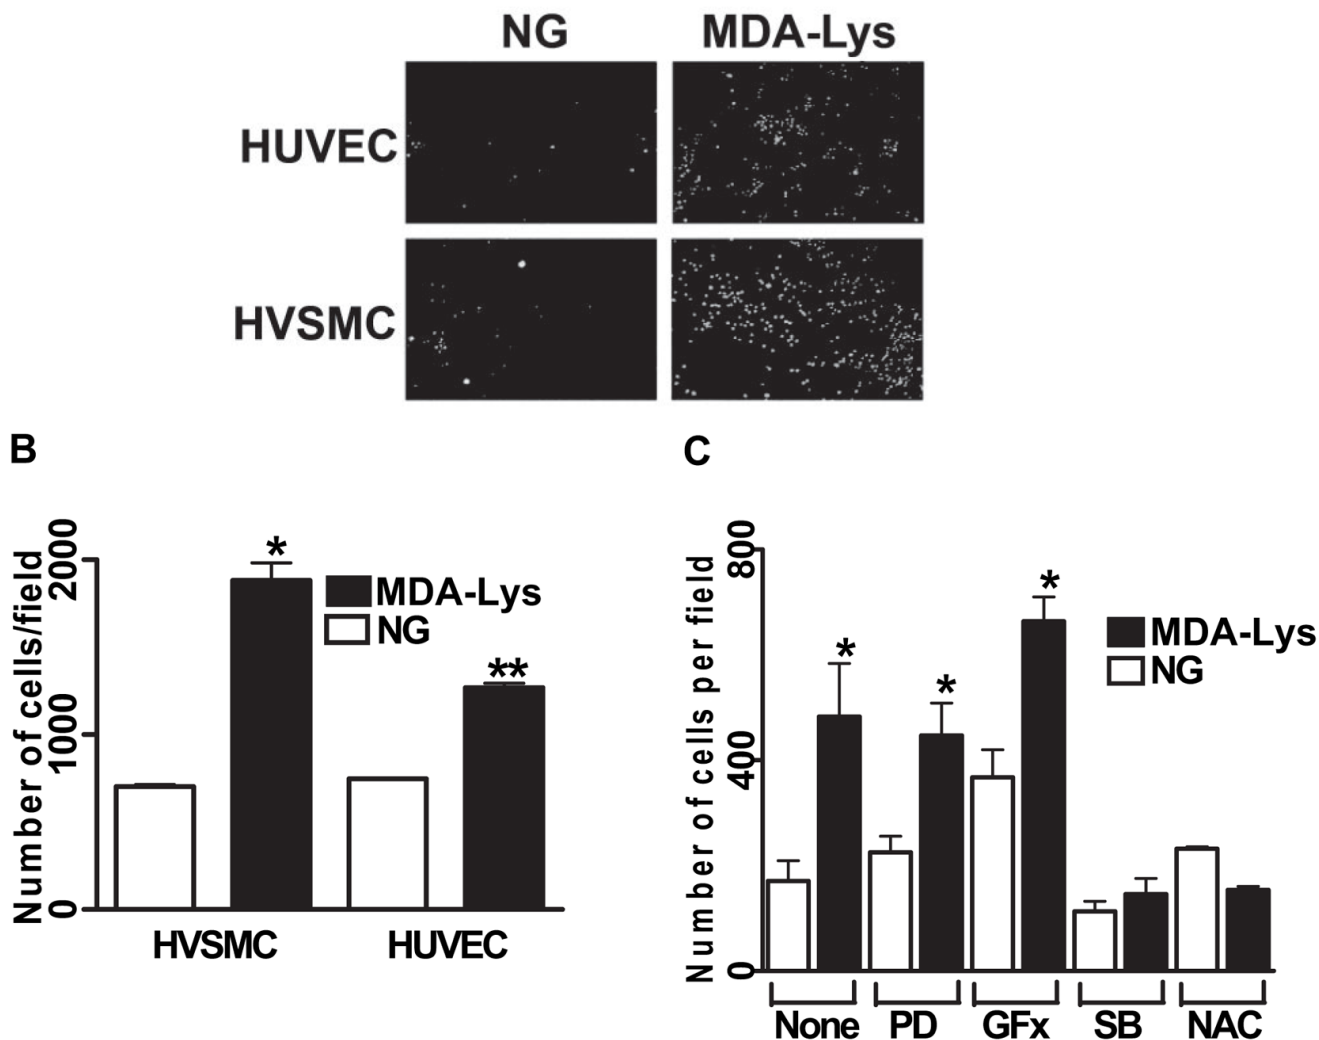 NG MDA-Lys
HUVEC
HVSMC
B
C
Number of cells/field
2000
1000
0
* **
MDA-Lys
NG
HVSMC HUVEC
Number of cells per field
800
400
0
* * *
MDA-Lys
NG
None PD GFx SB NAC